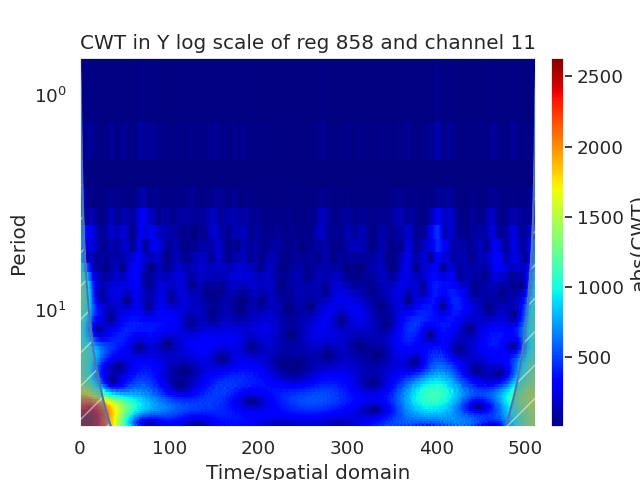 CWT in Y log scale of reg 858 and channel 11
10⁰
10¹
Period
0 100 200 300 400 500
Time/spatial domain
2500
2000
1500
1000
500
abs(CWT)